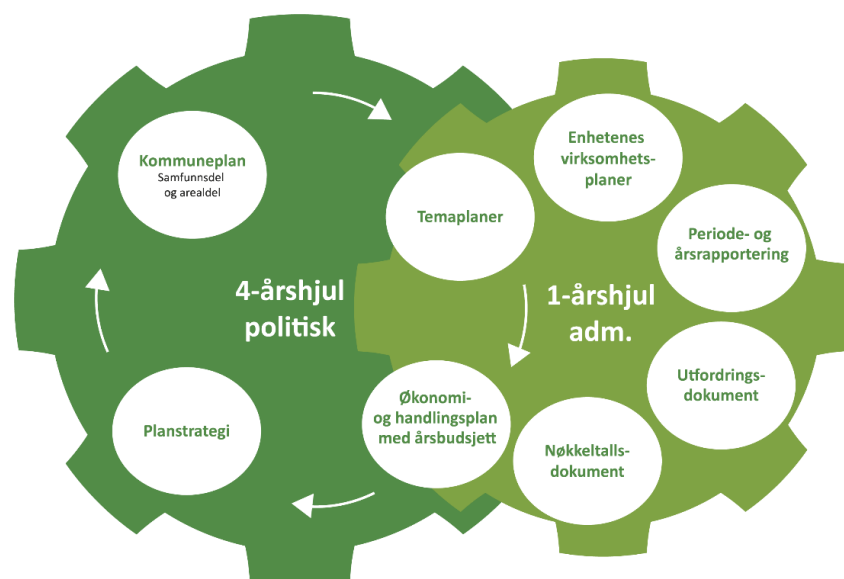 Kommuneplan
Samfunnsdel
og arealdel
Temaplaner
Enhetenes
virksomhets-
planer
Periode- og
årsrapportering
4-årshjul
politisk
1-årshjul
adm.
Planstrategi
Økonomi-
og handlingsplan
med årsbudsjett
Nøkkeltalls-
dokument
Utfordrings-
dokument